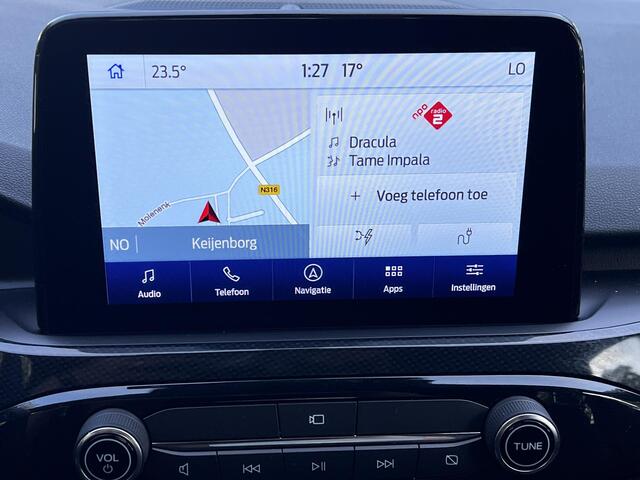 23.5°
1:27
17°
LO
npo radio 2
Dracula
Tame Impala
Voeg telefoon toe
N316
Molenenk
NO
Keijenborg
Audio
Telefoon
Navigatie
Apps
Instellingen
VOL
TUNE